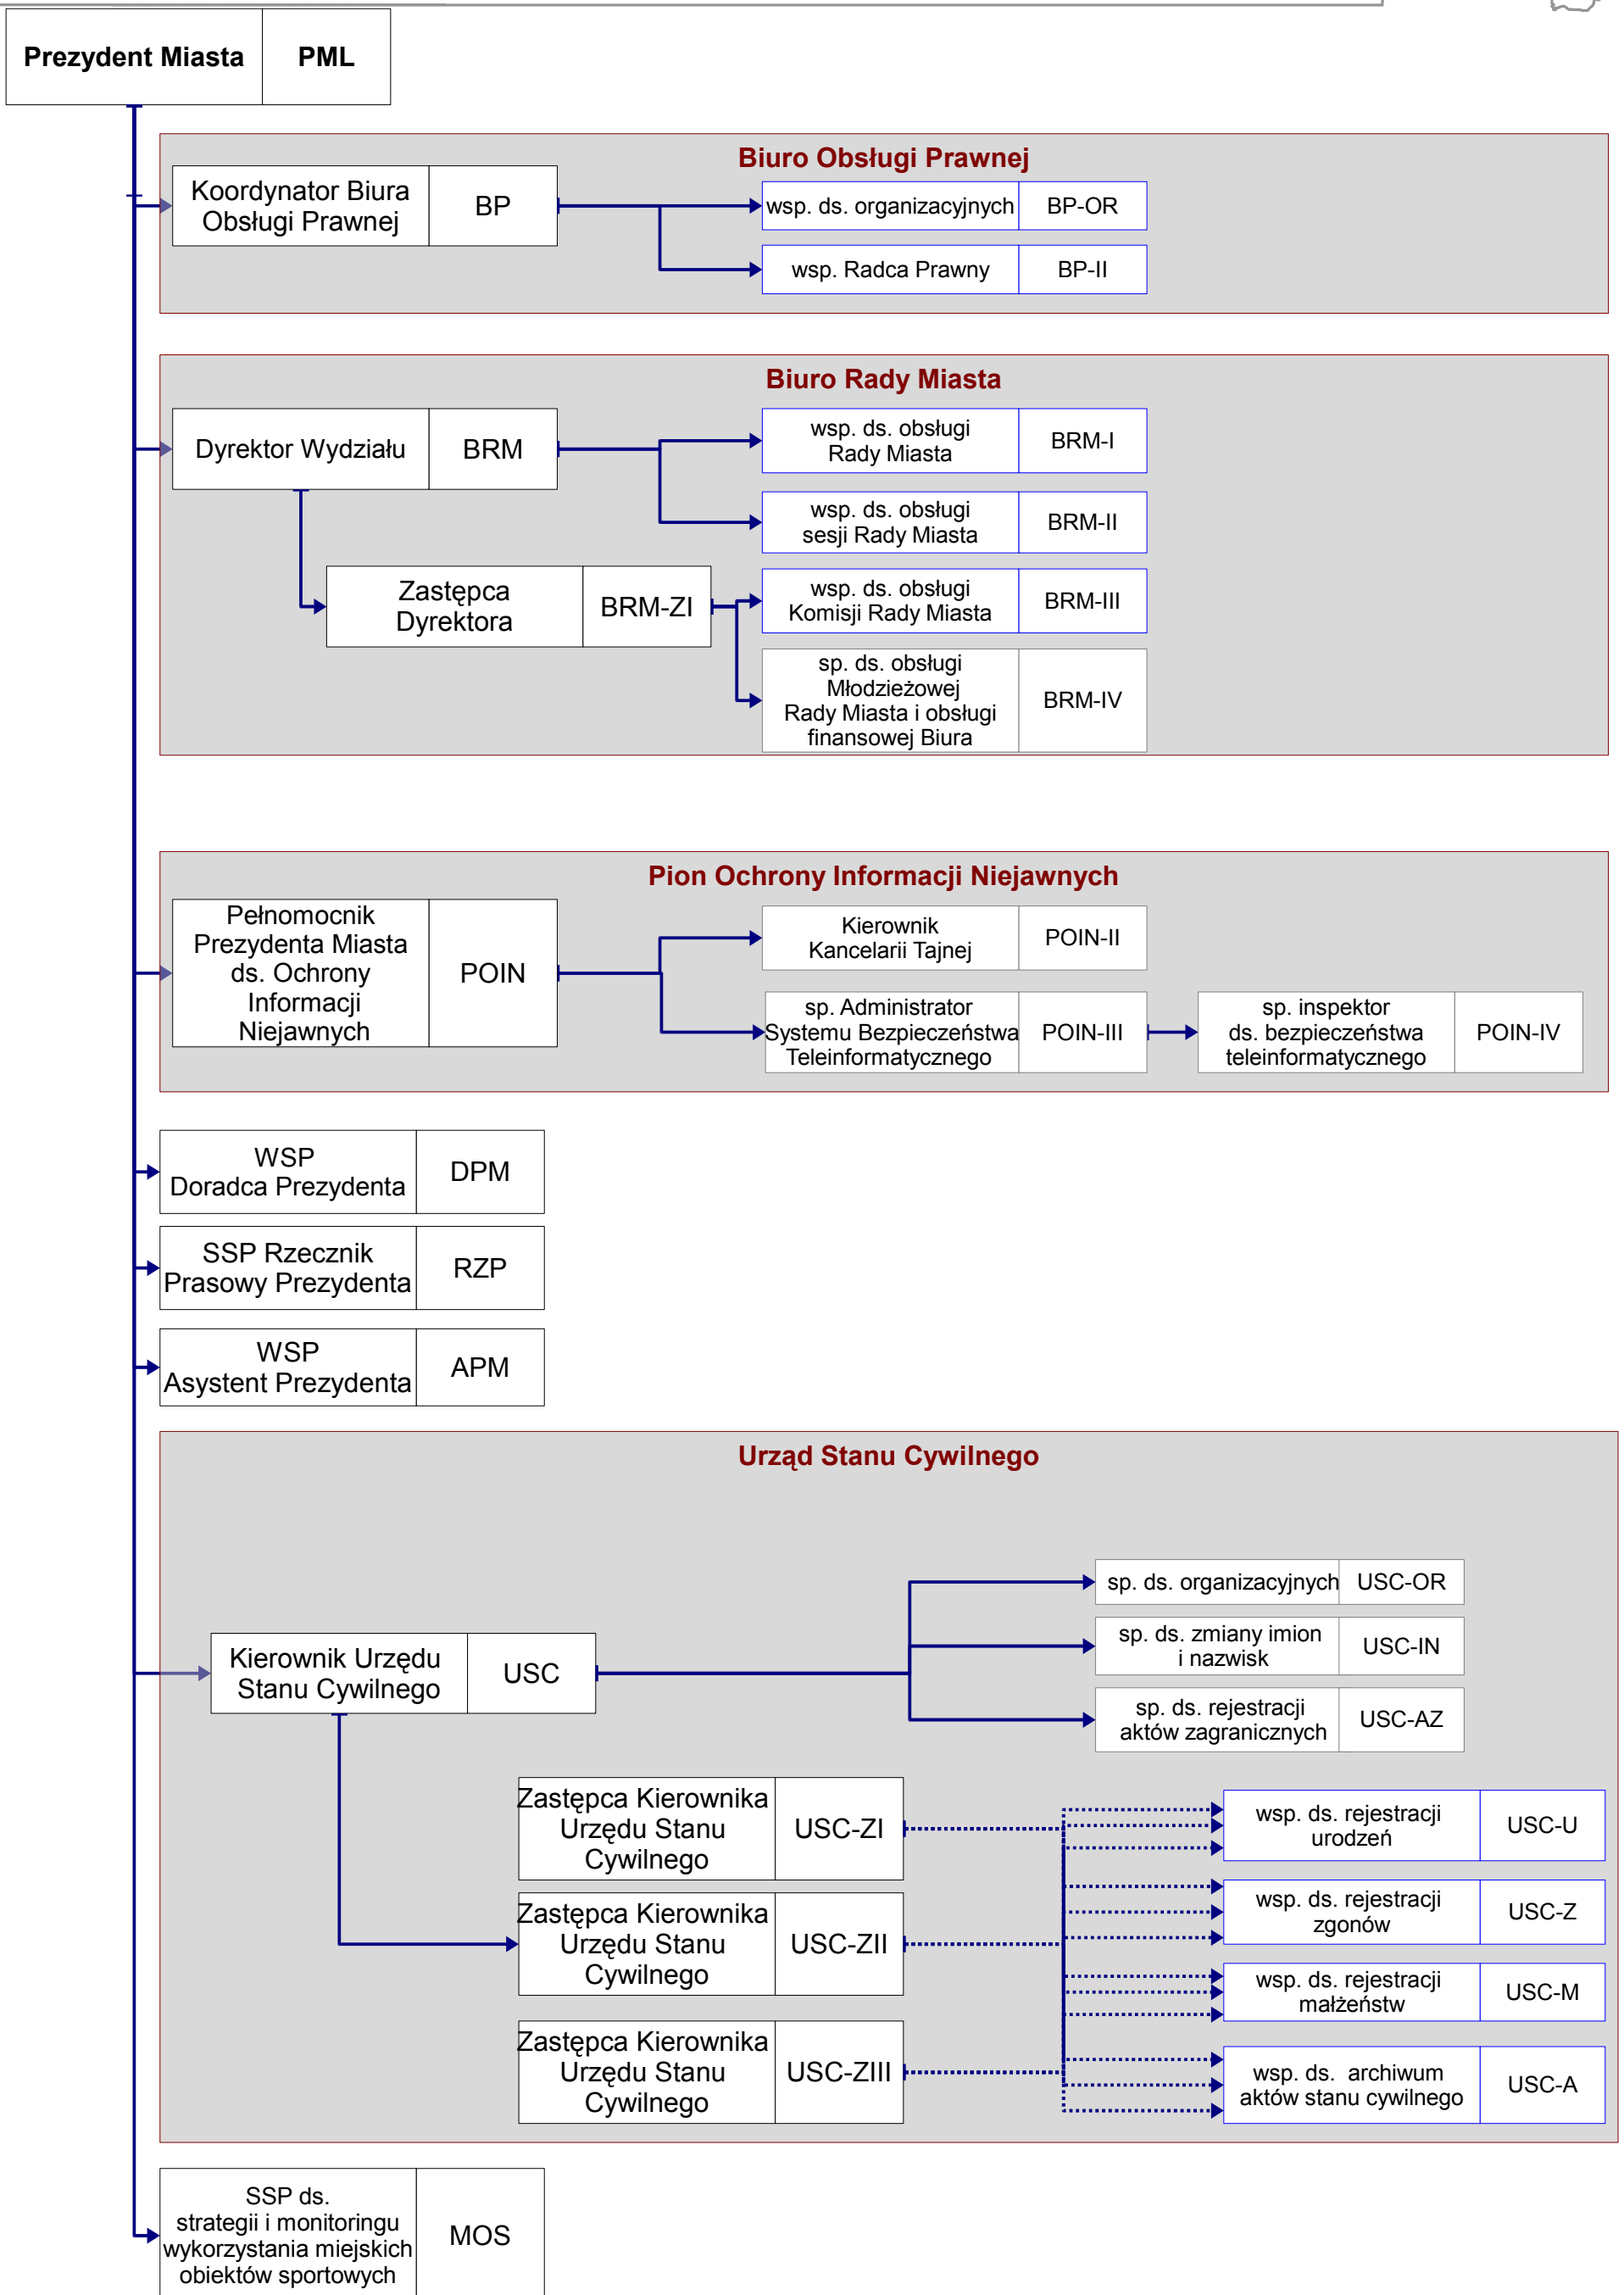 Prezydent Miasta
PML
Biuro Obsługi Prawnej
Koordynator Biura
Obsługi Prawnej
BP
wsp. ds. organizacyjnych
BP-OR
wsp. Radca Prawny
BP-II
Biuro Rady Miasta
Dyrektor Wydziału
BRM
wsp. ds. obsługi
Rady Miasta
BRM-I
wsp. ds. obsługi
sesji Rady Miasta
BRM-II
Zastępca
Dyrektora
BRM-ZI
wsp. ds. obsługi
Komisji Rady Miasta
BRM-III
sp. ds. obsługi
Młodzieżowej
Rady Miasta i obsługi
finansowej Biura
BRM-IV
Pion Ochrony Informacji Niejawnych
Pełnomocnik
Prezydenta Miasta
ds. Ochrony
Informacji
Niejawnych
POIN
Kierownik
Kancelarii Tajnej
POIN-II
sp. Administrator
Systemu Bezpieczeństwa
Teleinformatycznego
POIN-III
sp. inspektor
ds. bezpieczeństwa
teleinformatycznego
POIN-IV
WSP
Doradca Prezydenta
DPM
SSP Rzecznik
Prasowy Prezydenta
RZP
WSP
Asystent Prezydenta
APM
Urząd Stanu Cywilnego
sp. ds. organizacyjnych
USC-OR
sp. ds. zmiany imion
i nazwisk
USC-IN
Kierownik Urzędu
Stanu Cywilnego
USC
sp. ds. rejestracji
aktów zagranicznych
USC-AZ
Zastępca Kierownika
Urzędu Stanu
Cywilnego
USC-ZI
wsp. ds. rejestracji
urodzeń
USC-U
Zastępca Kierownika
Urzędu Stanu
Cywilnego
USC-ZII
wsp. ds. rejestracji
zgonów
USC-Z
wsp. ds. rejestracji
małżeństw
USC-M
Zastępca Kierownika
Urzędu Stanu
Cywilnego
USC-ZIII
wsp. ds. archiwum
aktów stanu cywilnego
USC-A
SSP ds.
strategii i monitoringu
wykorzystania miejskich
obiektów sportowych
MOS